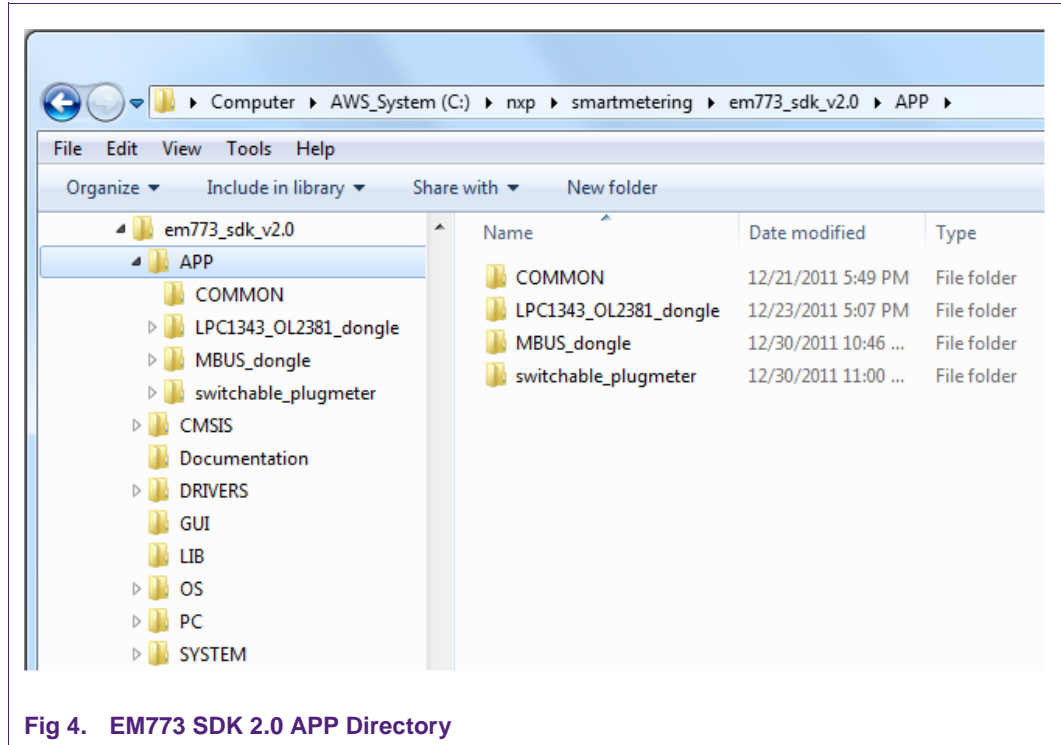 Computer AWS_System (C:) nxp smartmetering em773_sdk_v2.0 APP
File Edit View Tools Help
Organize Include in library Share with New folder
em773_sdk_v2.0
APP
COMMON
LPC1343_OL2381_dongle
MBUS_dongle
switchable_plugmeter
CMSIS
Documentation
DRIVERS
GUI
LIB
OS
PC
SYSTEM
Name Date modified Type
COMMON 12/21/2011 5:49 PM File folder
LPC1343_OL2381_dongle 12/23/2011 5:07 PM File folder
MBUS_dongle 12/30/2011 10:46 ... File folder
switchable_plugmeter 12/30/2011 11:00 ... File folder
Fig 4. EM773 SDK 2.0 APP Directory